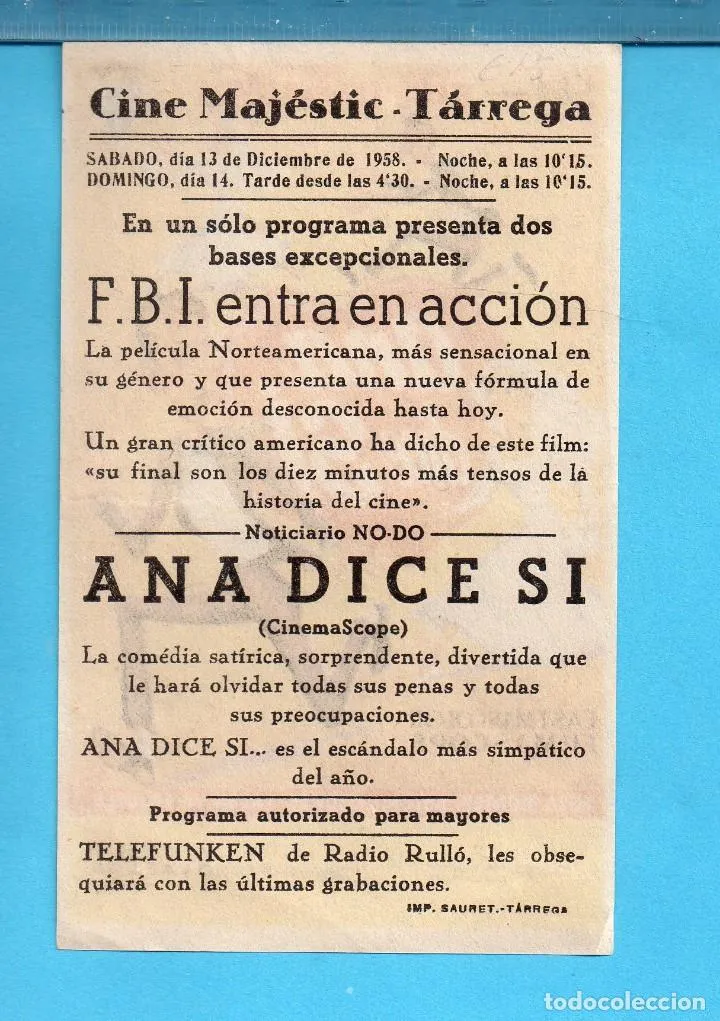 Cine Majéstic - Tárrega
SABADO, día 13 de Diciembre de 1958. - Noche, a las 10'15.
DOMINGO, día 14. Tarde desde las 4'30. - Noche, a las 10'15.
En un sólo programa presenta dos
bases excepcionales.
F.B.I. entra en acción
La película Norteamericana, más sensacional en
su género y que presenta una nueva fórmula de
emoción desconocida hasta hoy.
Un gran crítico americano ha dicho de este film:
«su final son los diez minutos más tensos de la
historia del cine».
Noticiario NO-DO
ANA DICE SI
(CinemaScope)
La comédia satírica, sorprendente, divertida que
le hará olvidar todas sus penas y todas
sus preocupaciones.
ANA DICE SI... es el escándalo más simpático
del año.
Programa autorizado para mayores
TELEFUNKEN de Radio Rulló, les obse-
quiará con las últimas grabaciones.
IMP. SAURET.-TÁRREGA
todocoleccion